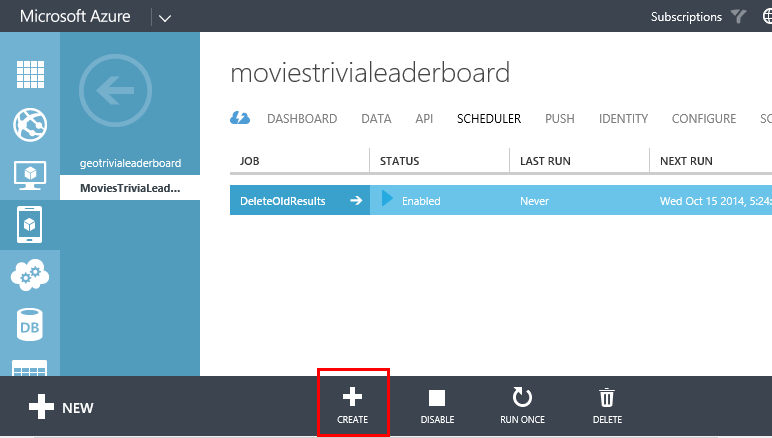 Microsoft Azure
Subscriptions
geotrivialeaderboard
MoviesTriviaLead...
moviestrivialeaderboard
DASHBOARD DATA API SCHEDULER PUSH IDENTITY CONFIGURE SC
JOB STATUS LAST RUN NEXT RUN
DeleteOldResults Enabled Never Wed Oct 15 2014, 5:24:
DB
NEW
CREATE DISABLE RUN ONCE DELETE